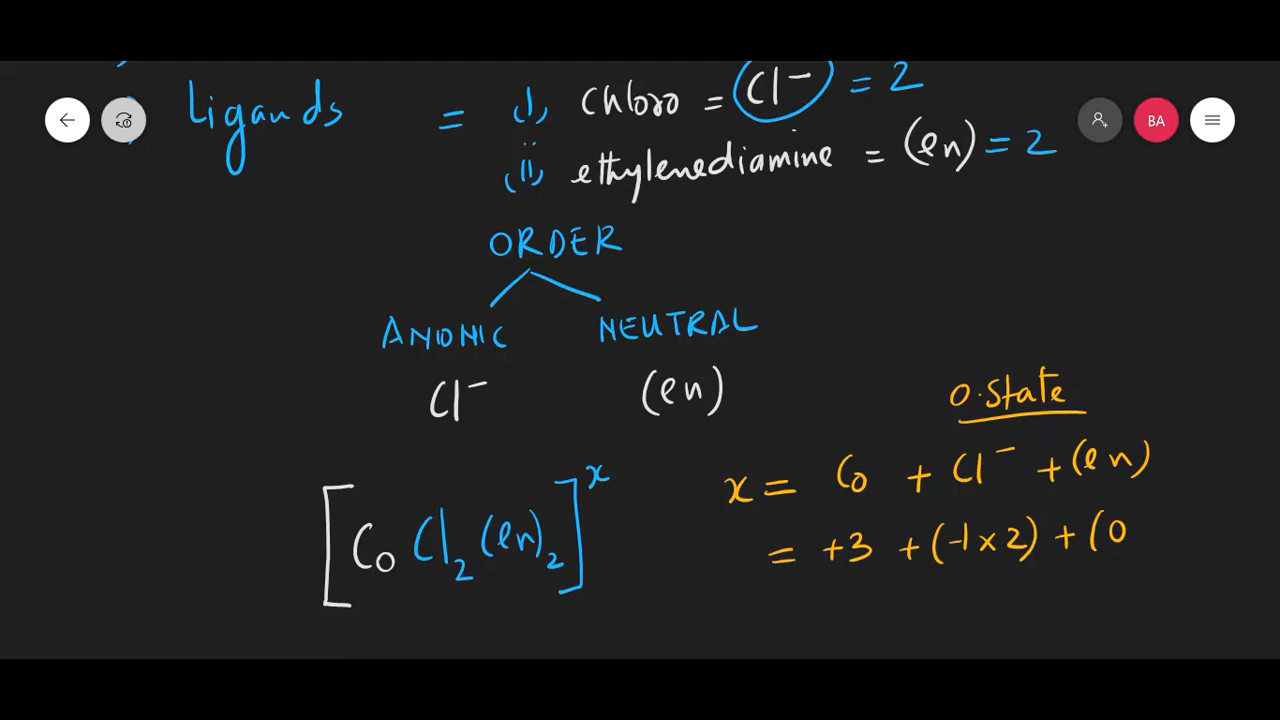 Ligands = (i) Chloro = Cl⁻ = 2
(ii) ethylenediamine = (en) = 2
BA
ORDER
ANONIC NEUTRAL
Cl⁻ (en)
O.State
[Co Cl₂ (en)₂]ˣ
x = Co + Cl⁻ + (en)
= +3 + (-1 × 2) + (0